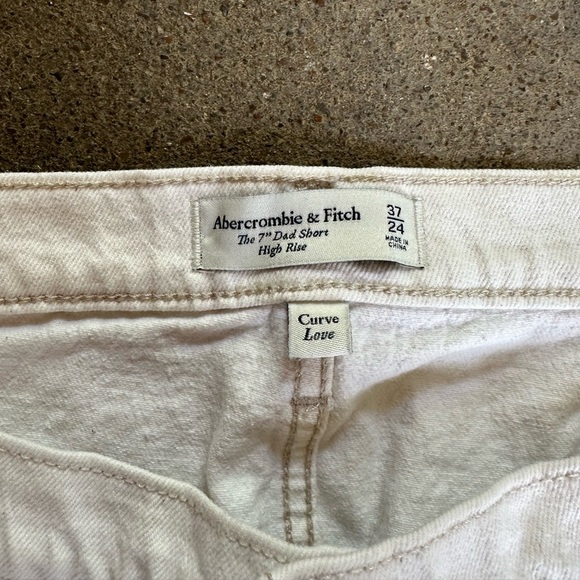 Abercrombie & Fitch
The 7" Dad Short
High Rise
37
24
MADE IN
CHINA
Curve
Love